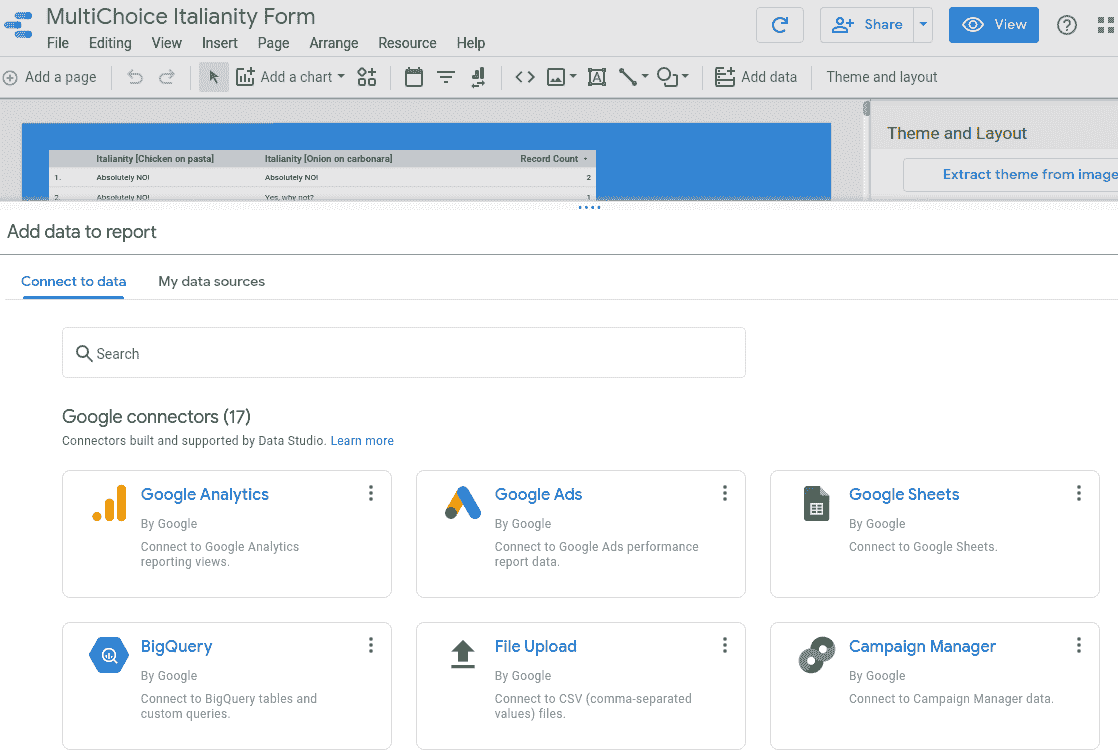 MultiChoice Italianity Form
File Editing View Insert Page Arrange Resource Help
Share
View
Add a page
Add a chart
Add data
Theme and layout
Italianity [Chicken on pasta] Italianity [Onion on carbonara] Record Count
1. Absolutely NO! Absolutely NO! 2
2. Absolutely NO! Yes, why not? 1
Theme and Layout
Extract theme from image
Add data to report
Connect to data My data sources
Search
Google connectors (17)
Connectors built and supported by Data Studio. Learn more
Google Analytics
By Google
Connect to Google Analytics
reporting views.
Google Ads
By Google
Connect to Google Ads performance
report data.
Google Sheets
By Google
Connect to Google Sheets.
BigQuery
By Google
Connect to BigQuery tables and
custom queries.
File Upload
By Google
Connect to CSV (comma-separated
values) files.
Campaign Manager
By Google
Connect to Campaign Manager data.